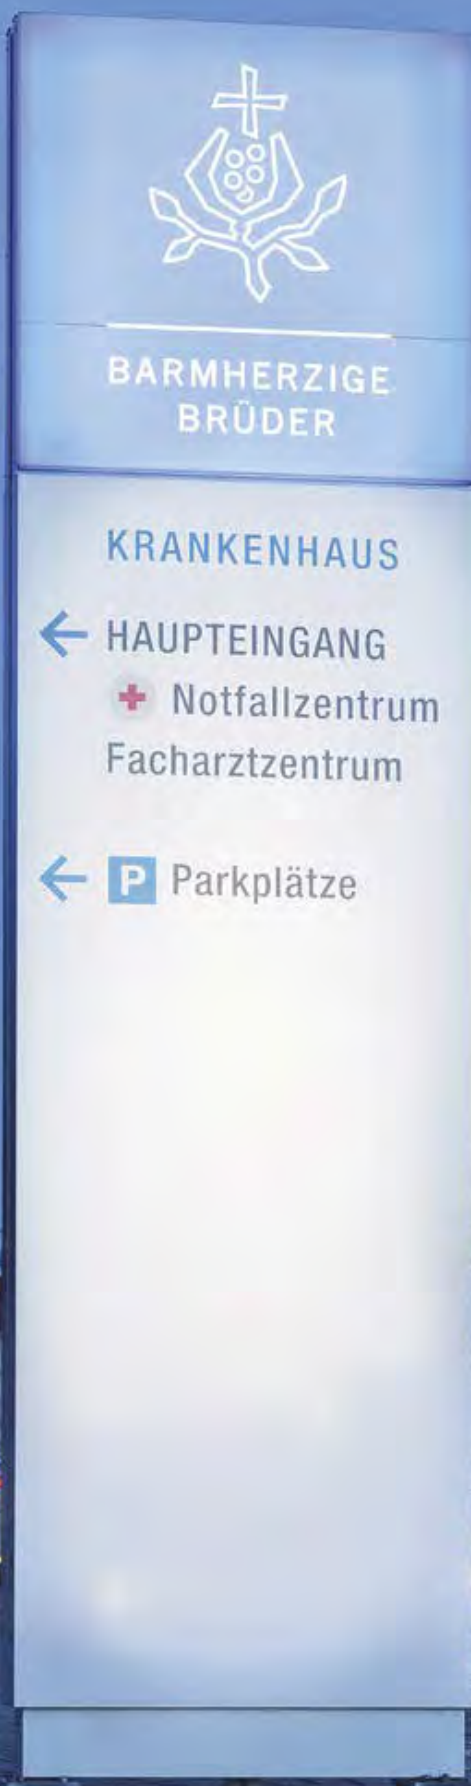 BARMHERZIGE
BRÜDER
KRANKENHAUS
← HAUPTEINGANG
Notfallzentrum
Facharztzentrum
← P Parkplätze